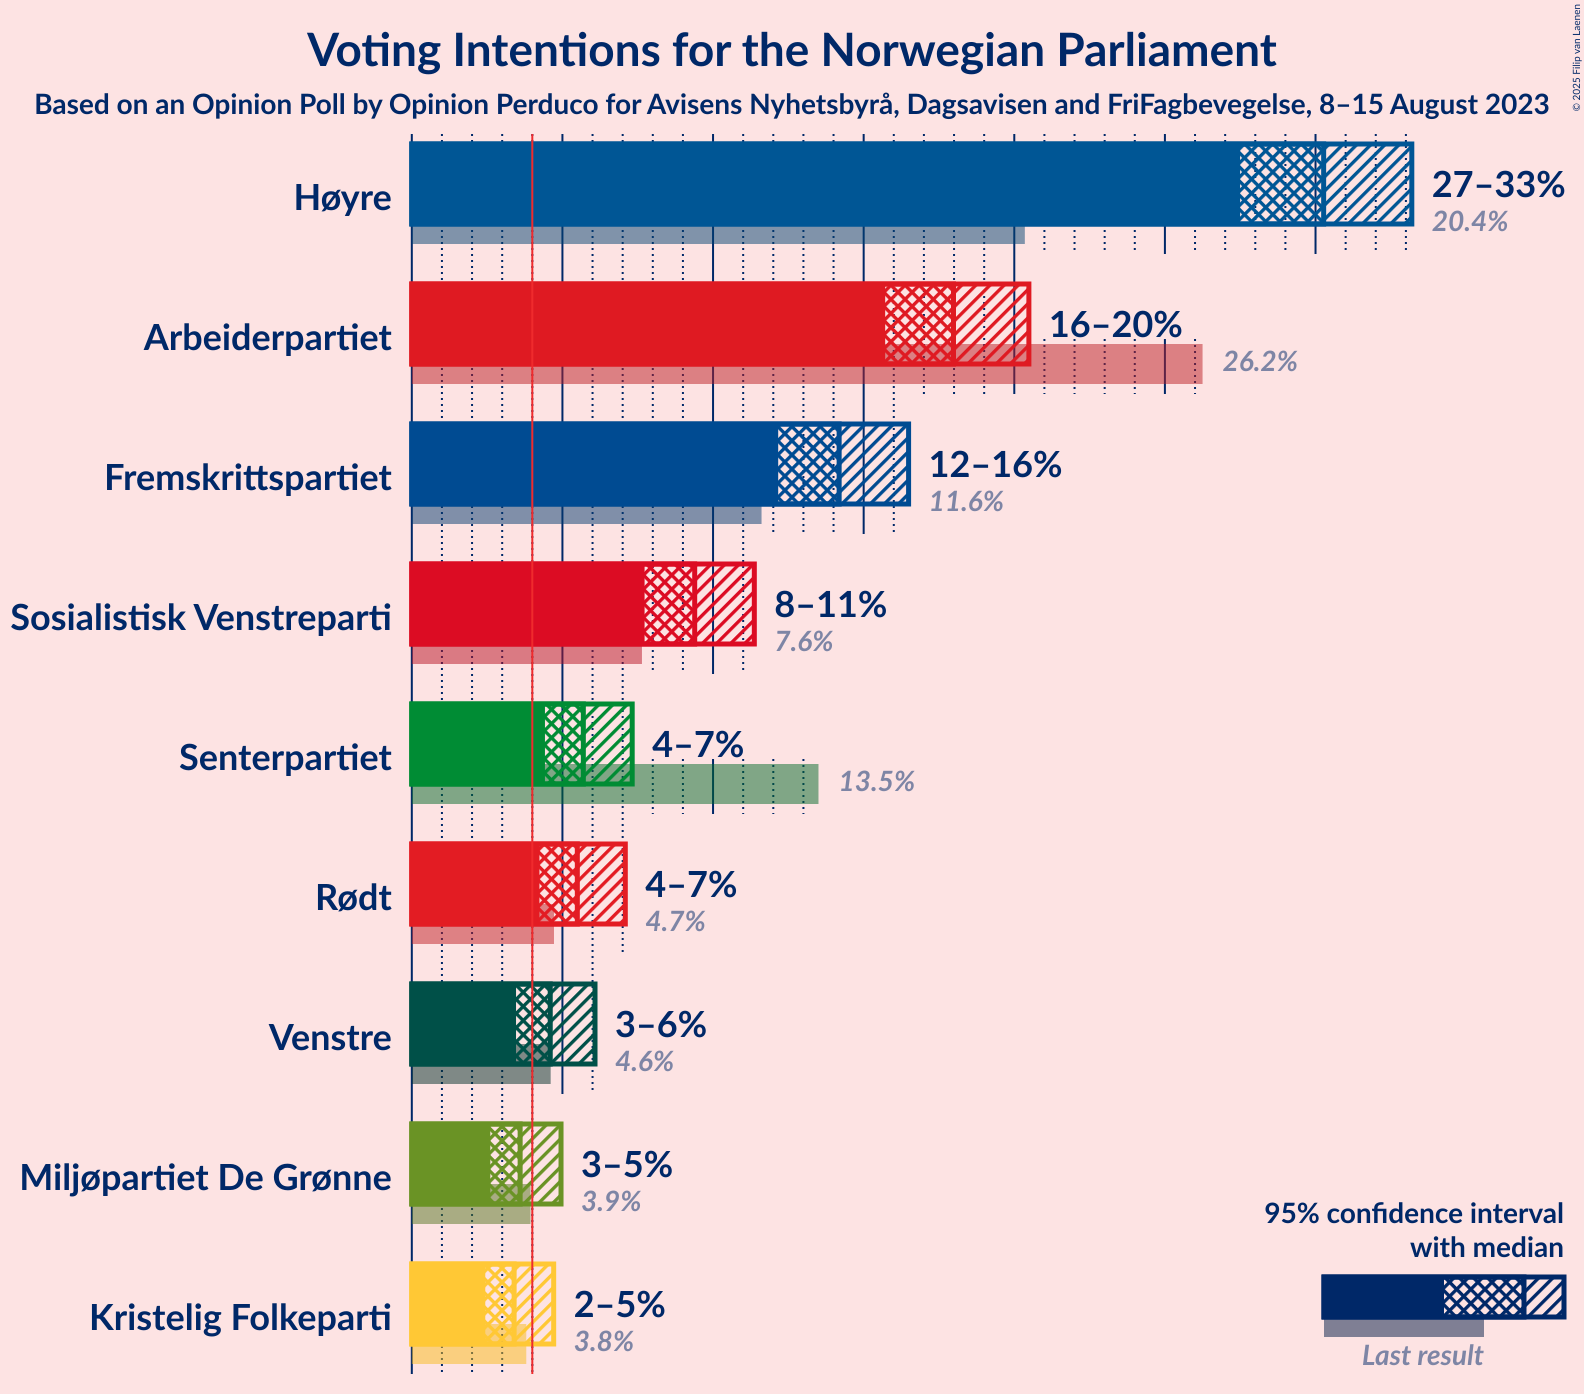 Voting Intentions for the Norwegian Parliament
Based on an Opinion Poll by Opinion Perduco for Avisens Nyhetsbyrå, Dagsavisen and FriFagbevegelse, 8–15 August 2023
© 2025 Filip van Laenen
Høyre
27–33%
20.4%
Arbeiderpartiet
16–20%
26.2%
Fremskrittspartiet
12–16%
11.6%
Sosialistisk Venstreparti
8–11%
7.6%
Senterpartiet
4–7%
13.5%
Rødt
4–7%
4.7%
Venstre
3–6%
4.6%
Miljøpartiet De Grønne
3–5%
3.9%
Kristelig Folkeparti
2–5%
3.8%
95% confidence interval
with median
Last result